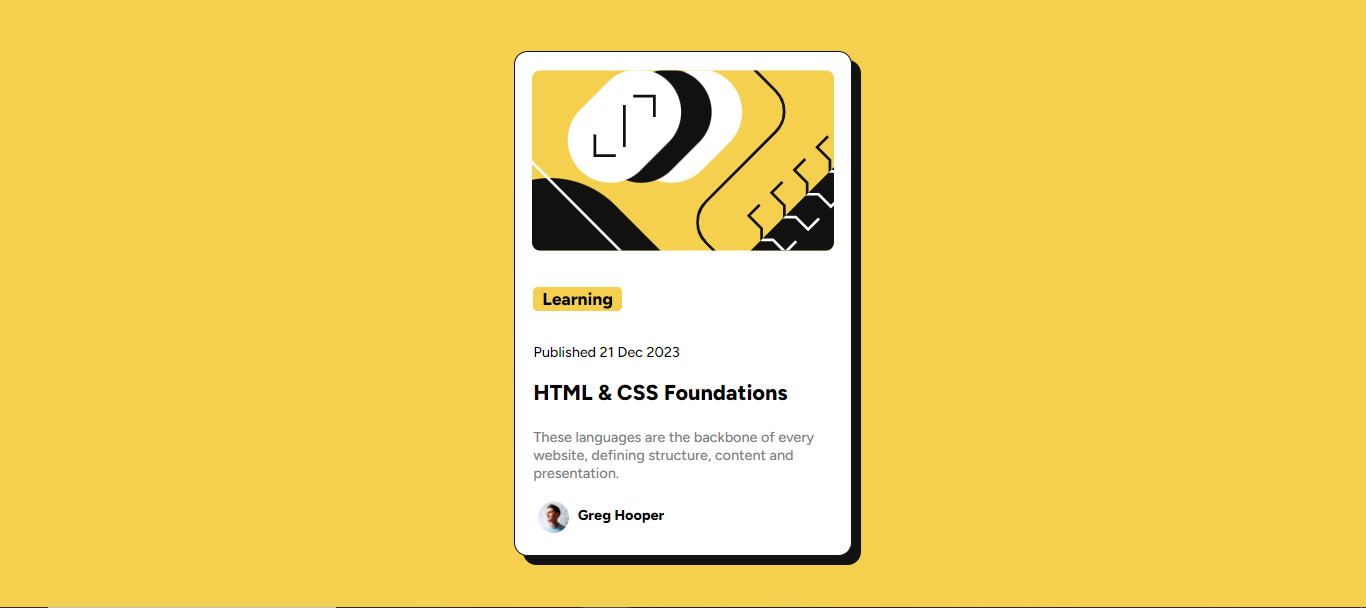 Learning
Published 21 Dec 2023
HTML & CSS Foundations
These languages are the backbone of every
website, defining structure, content and
presentation.
Greg Hooper